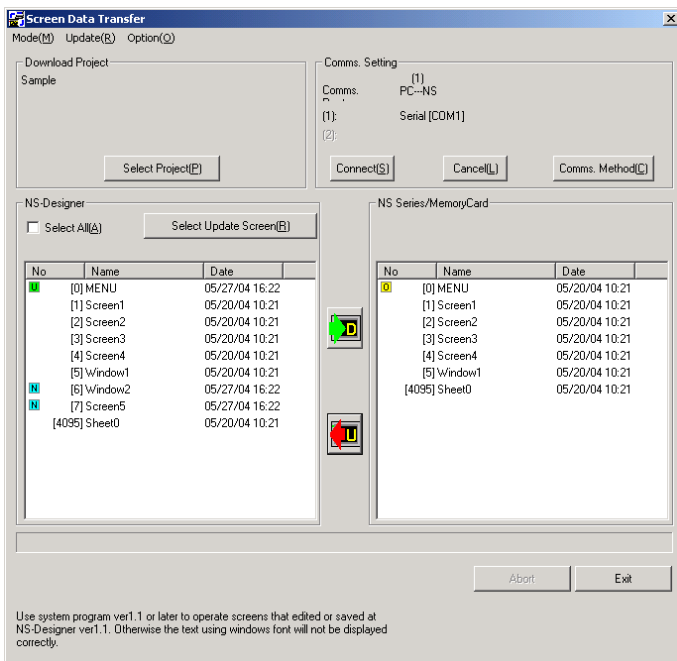 Screen Data Transfer
Mode(M) Update(R) Option(O)
Download Project
Sample
Select Project(P)
Comms. Setting
(1)
Comms. PC---NS
(1): Serial [COM1]
(2):
Connect(S) Cancel(L) Comms. Method(C)
NS-Designer
Select All(A) Select Update Screen(R)
No Name Date
U [0] MENU 05/27/04 16:22
[1] Screen1 05/20/04 10:21
[2] Screen2 05/20/04 10:21
[3] Screen3 05/20/04 10:21
[4] Screen4 05/20/04 10:21
[5] Window1 05/20/04 10:21
N [6] Window2 05/27/04 16:22
N [7] Screen5 05/27/04 16:22
[4095] Sheet0 05/20/04 10:21
D
U
NS Series/MemoryCard
No Name Date
O [0] MENU 05/20/04 10:21
[1] Screen1 05/20/04 10:21
[2] Screen2 05/20/04 10:21
[3] Screen3 05/20/04 10:21
[4] Screen4 05/20/04 10:21
[5] Window1 05/20/04 10:21
[4095] Sheet0 05/20/04 10:21
Abort Exit
Use system program ver1.1 or later to operate screens that edited or saved at
NS-Designer ver1.1. Otherwise the text using windows font will not be displayed
correctly.